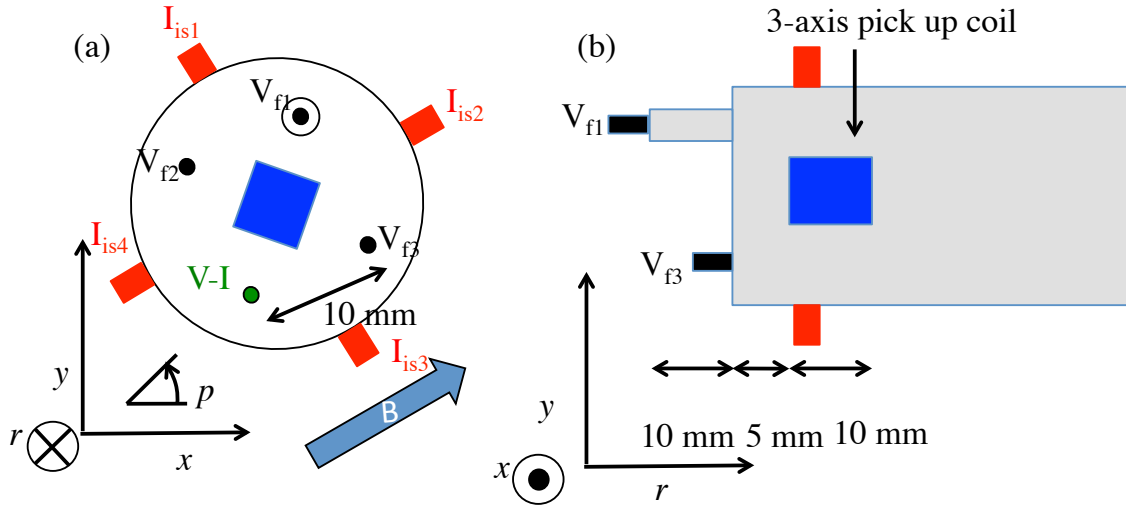 (a)
I_is1
V_f1
I_is2
V_f2
V_f3
I_is4
V-I
10 mm
I_is3
B
y
p
r
x
(b)
3-axis pick up coil
V_f1
V_f3
10 mm 5 mm 10 mm
y
x
r